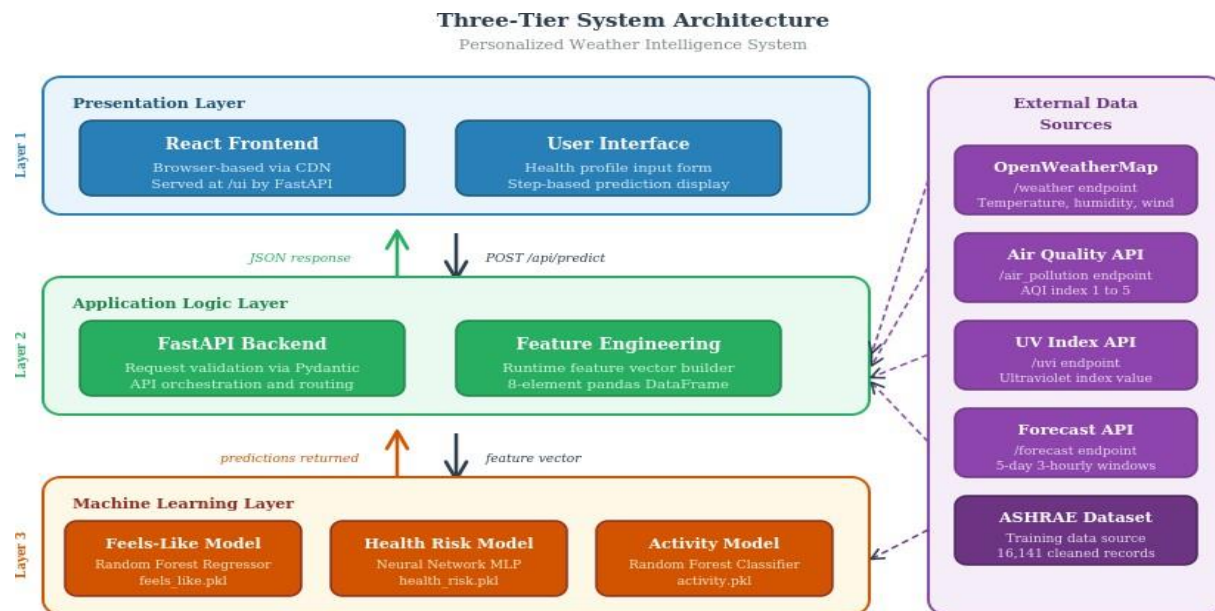 Three-Tier System Architecture
Personalized Weather Intelligence System
Layer 1
Presentation Layer
React Frontend
Browser-based via CDN
Served at /ui by FastAPI
User Interface
Health profile input form
Step-based prediction display
JSON response
POST /api/predict
Layer 2
Application Logic Layer
FastAPI Backend
Request validation via Pydantic
API orchestration and routing
Feature Engineering
Runtime feature vector builder
8-element pandas DataFrame
predictions returned
feature vector
Layer 3
Machine Learning Layer
Feels-Like Model
Random Forest Regressor
feels_like.pkl
Health Risk Model
Neural Network MLP
health_risk.pkl
Activity Model
Random Forest Classifier
activity.pkl
External Data
Sources
OpenWeatherMap
/weather endpoint
Temperature, humidity, wind
Air Quality API
/air_pollution endpoint
AQI index 1 to 5
UV Index API
/uvi endpoint
Ultraviolet index value
Forecast API
/forecast endpoint
5-day 3-hourly windows
ASHRAE Dataset
Training data source
16,141 cleaned records